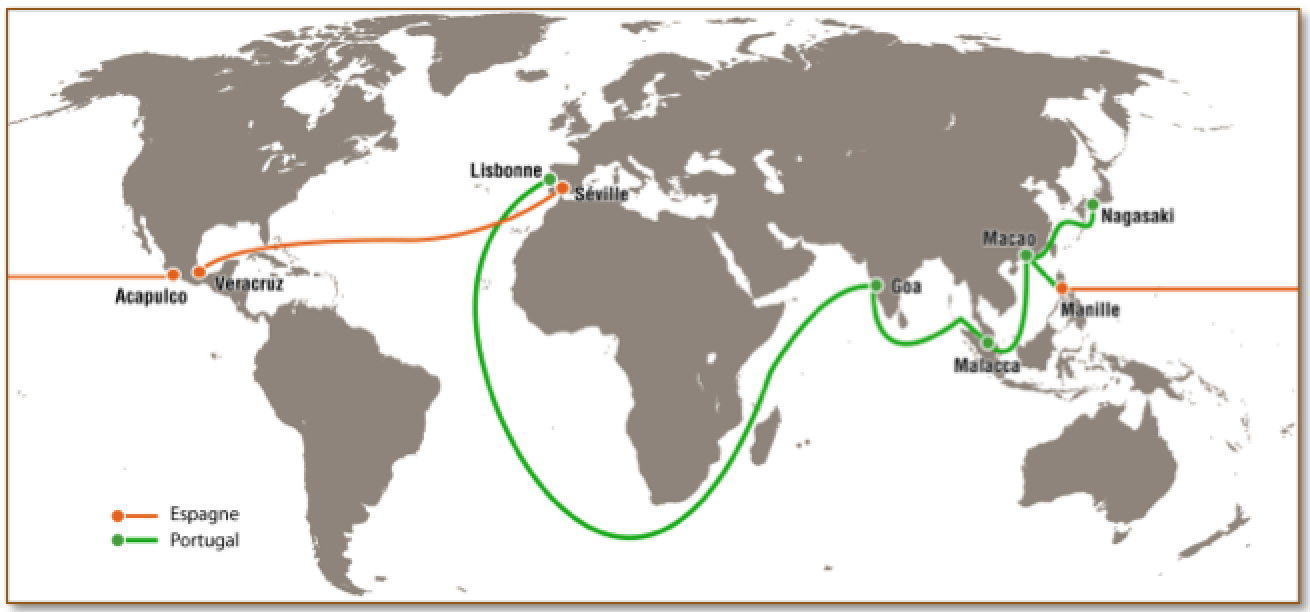 Lisbonne
Séville
Nagasaki
Macao
Acapulco
Veracruz
Goa
Manille
Malacca
Espagne
Portugal